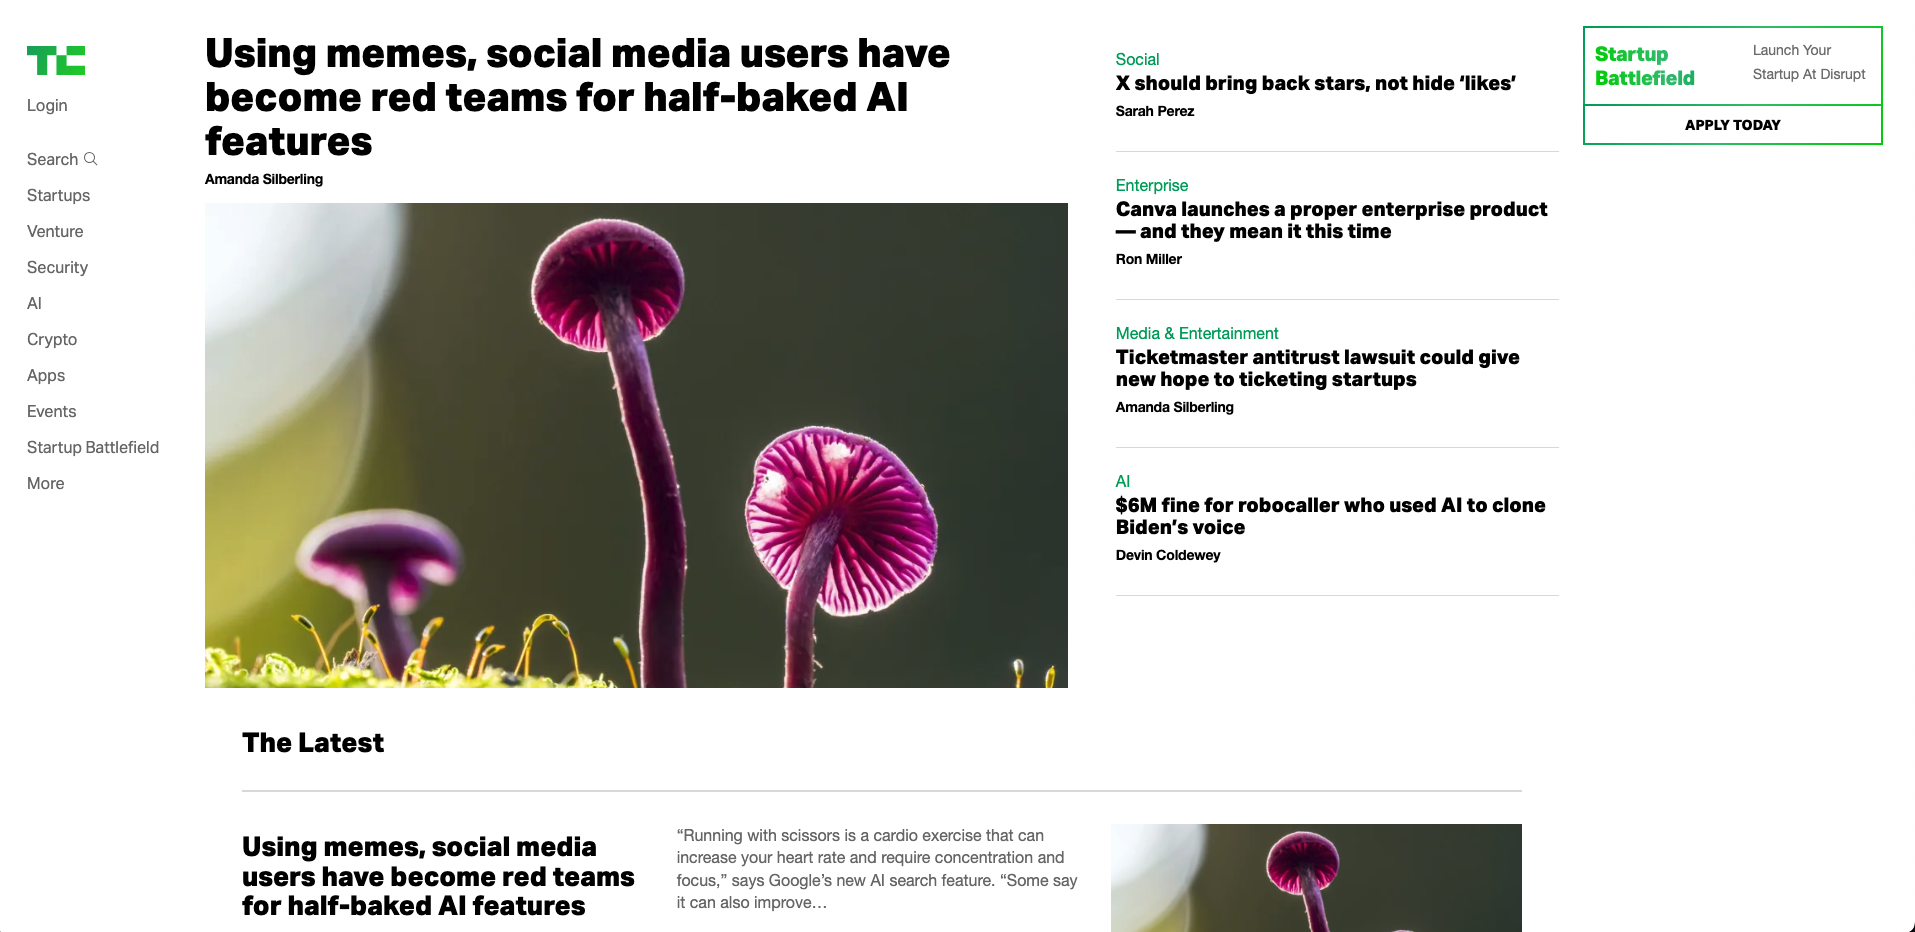 TC
Login
Search
Startups
Venture
Security
AI
Crypto
Apps
Events
Startup Battlefield
More
Using memes, social media users have
become red teams for half-baked AI
features
Amanda Silberling
Social
X should bring back stars, not hide ‘likes’
Sarah Perez
Enterprise
Canva launches a proper enterprise product
— and they mean it this time
Ron Miller
Media & Entertainment
Ticketmaster antitrust lawsuit could give
new hope to ticketing startups
Amanda Silberling
AI
$6M fine for robocaller who used AI to clone
Biden’s voice
Devin Coldewey
Startup
Battlefield
Launch Your
Startup At Disrupt
APPLY TODAY
The Latest
Using memes, social media
users have become red teams
for half-baked AI features
“Running with scissors is a cardio exercise that can
increase your heart rate and require concentration and
focus,” says Google’s new AI search feature. “Some say
it can also improve…